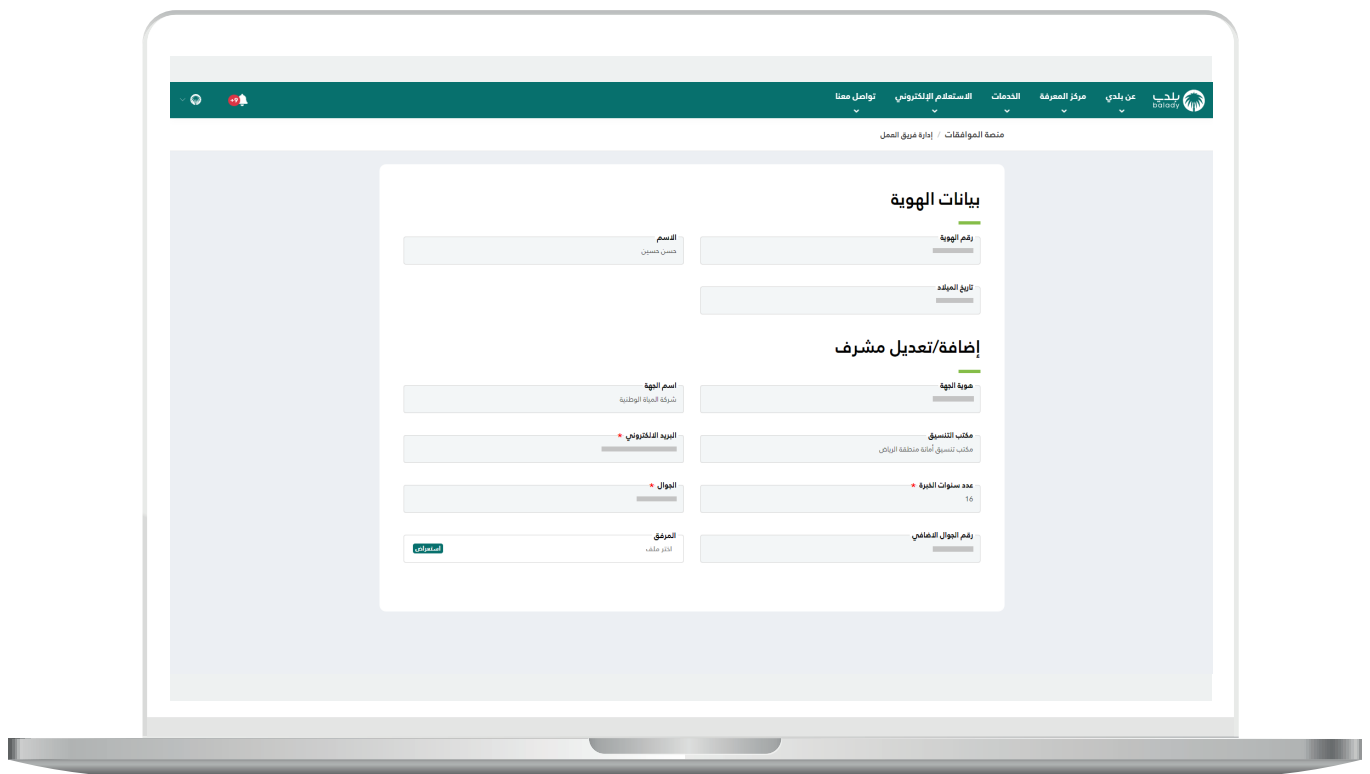 بلدي
balady
عن بلدي
مركز المعرفة
الخدمات
الاستعلام الإلكتروني
تواصل معنا
+9
منصة الموافقات / إدارة فريق العمل
بيانات الهوية
رقم الهوية
الاسم
حسن حسين
تاريخ الميلاد
إضافة/تعديل مشرف
هوية الجهة
اسم الجهة
شركة المياة الوطنية
مكتب التنسيق
مكتب تنسيق أمانة منطقة الرياض
البريد الالكتروني *
عدد سنوات الخبرة *
16
الجوال *
رقم الجوال الاضافي
المرفق
اختر ملف
استعراض